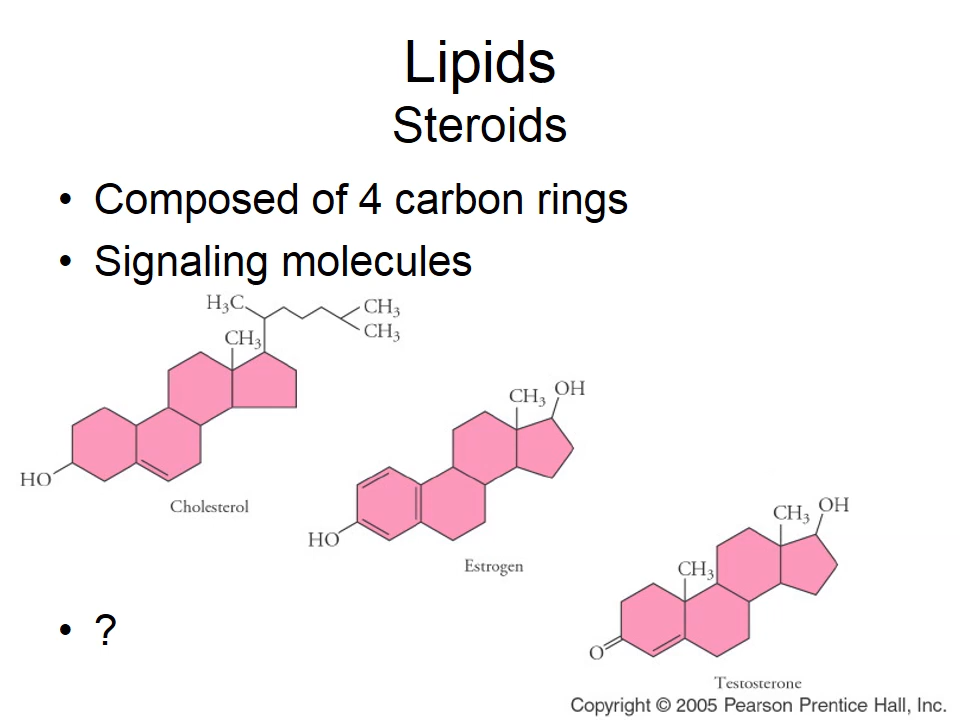 Lipids
Steroids
• Composed of 4 carbon rings
• Signaling molecules
H₃C
CH₃
CH₃
CH₃
HO
Cholesterol
CH₃
OH
HO
Estrogen
CH₃
OH
CH₃
O
Testosterone
• ?
Copyright © 2005 Pearson Prentice Hall, Inc.